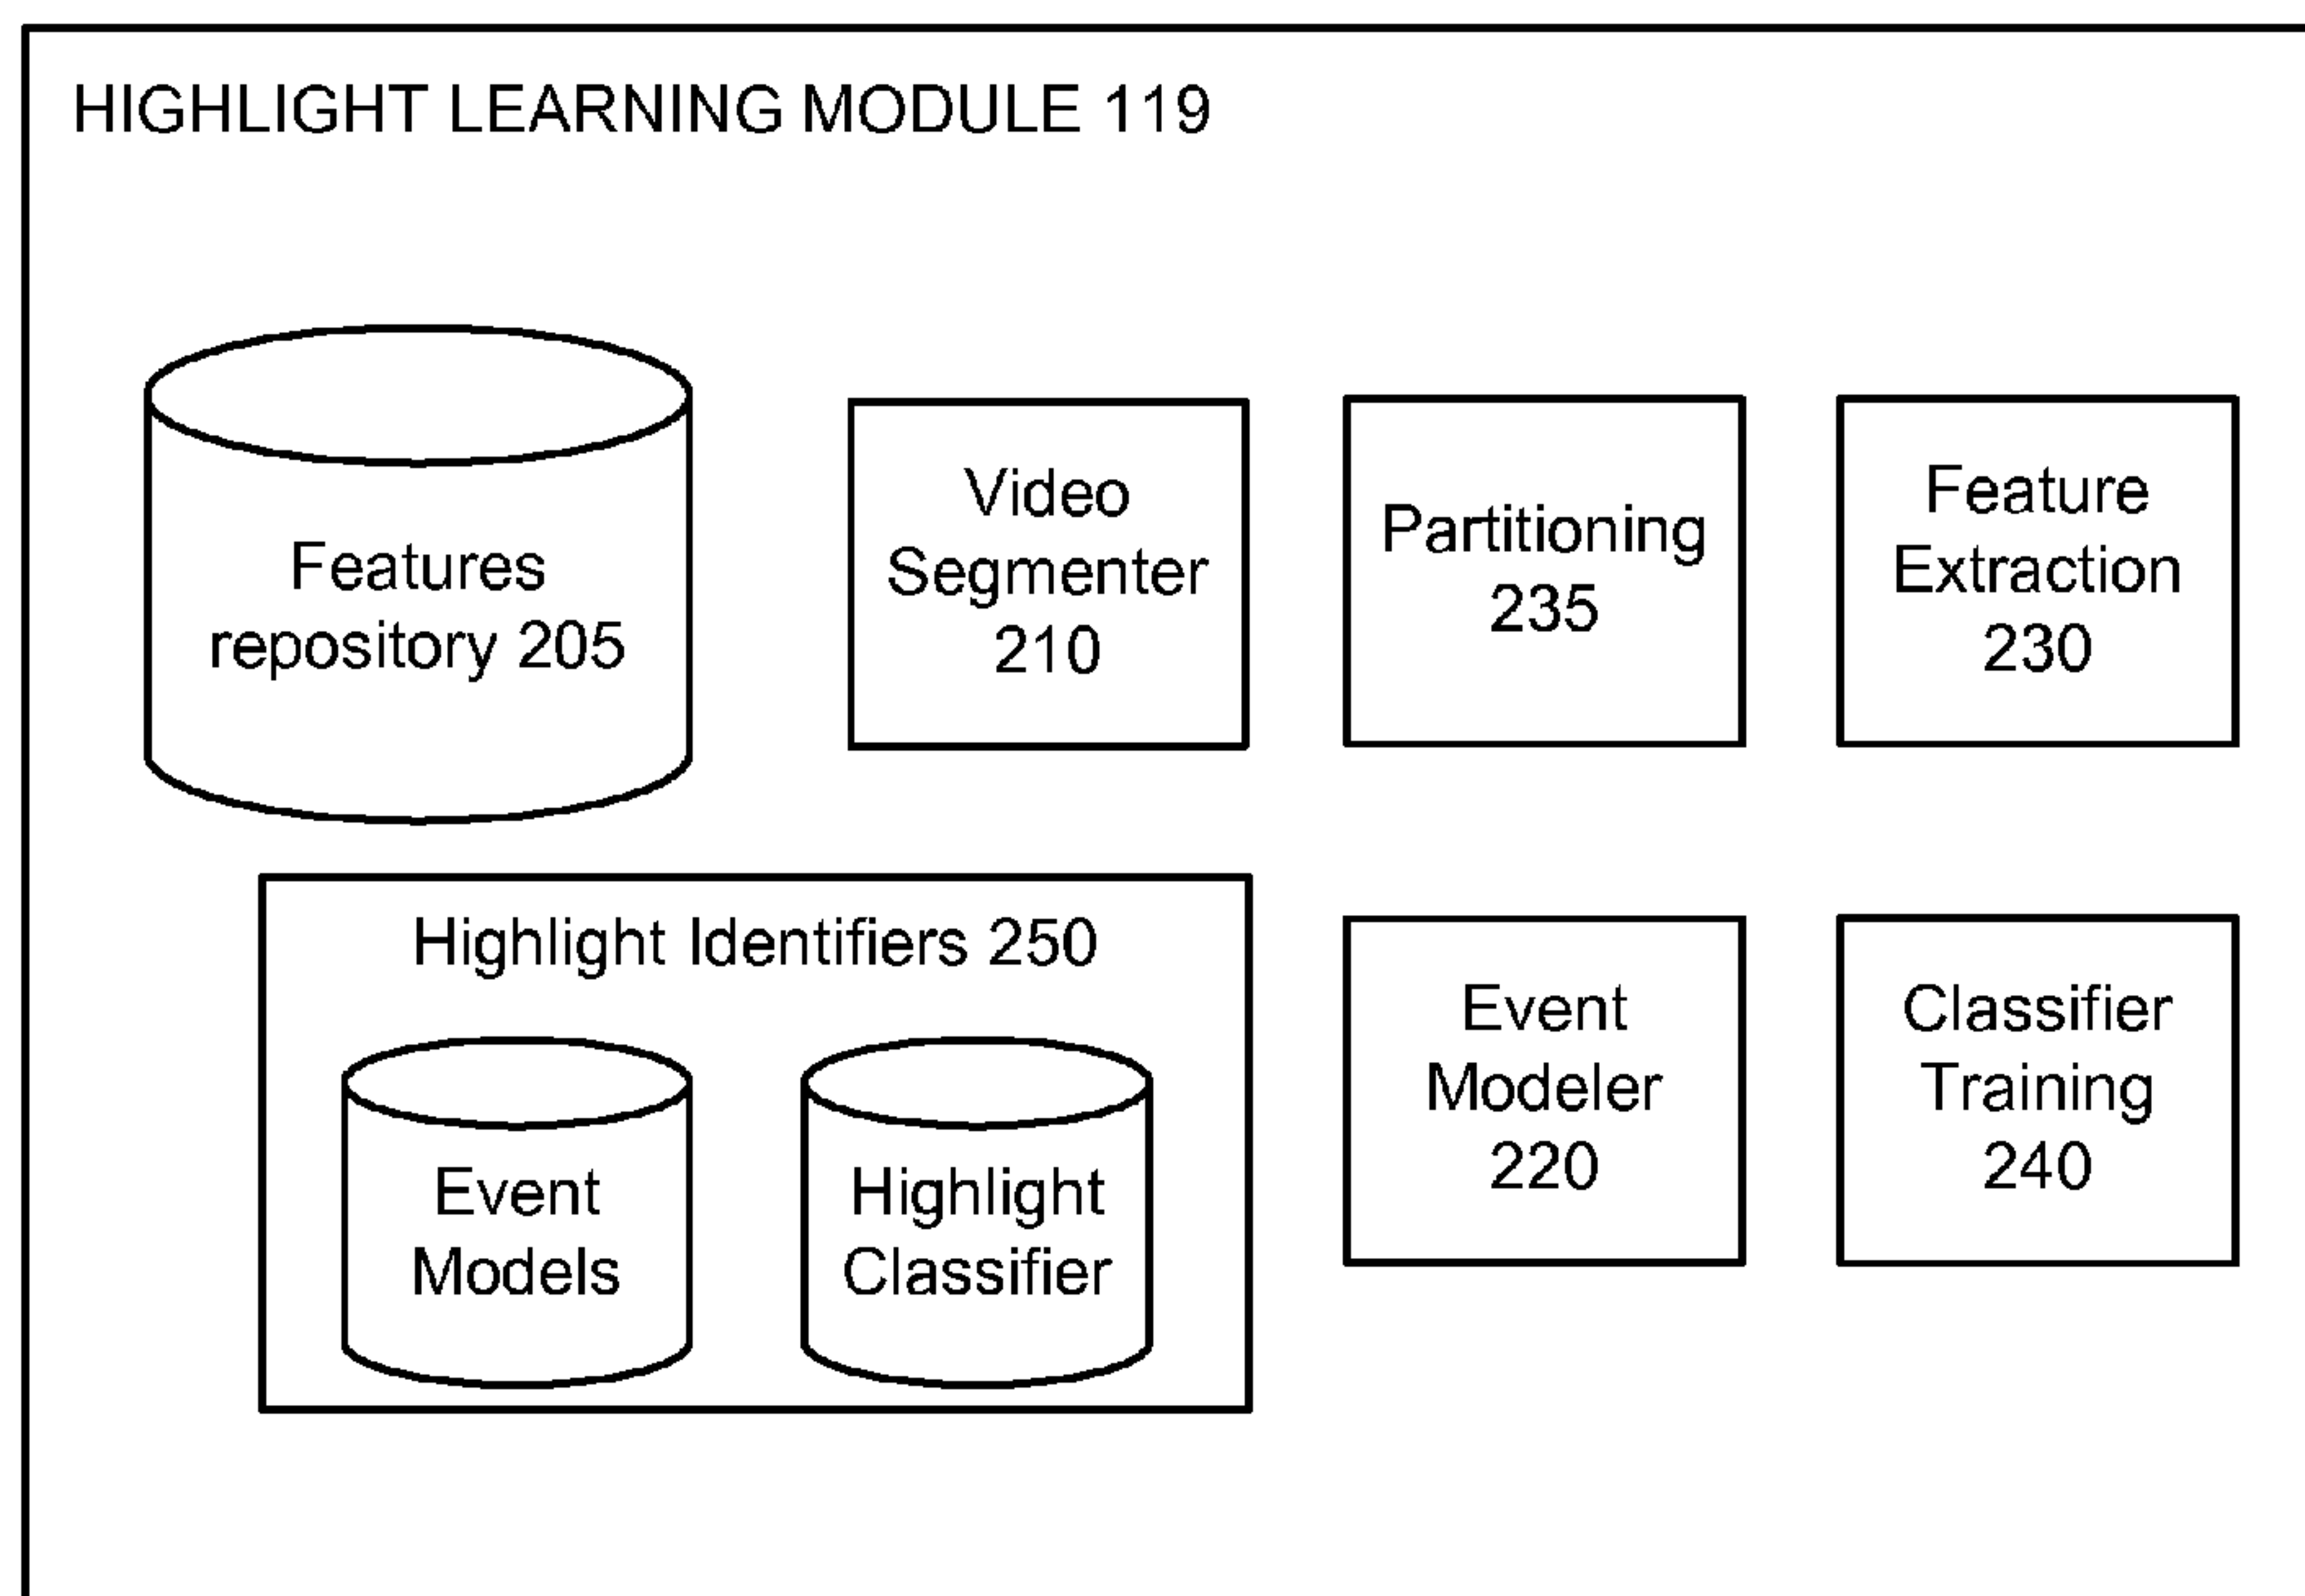 HIGHLIGHT LEARNING MODULE 119
Features
repository 205
Video
Segmenter
210
Partitioning
235
Feature
Extraction
230
Highlight Identifiers 250
Event
Models
Highlight
Classifier
Event
Modeler
220
Classifier
Training
240